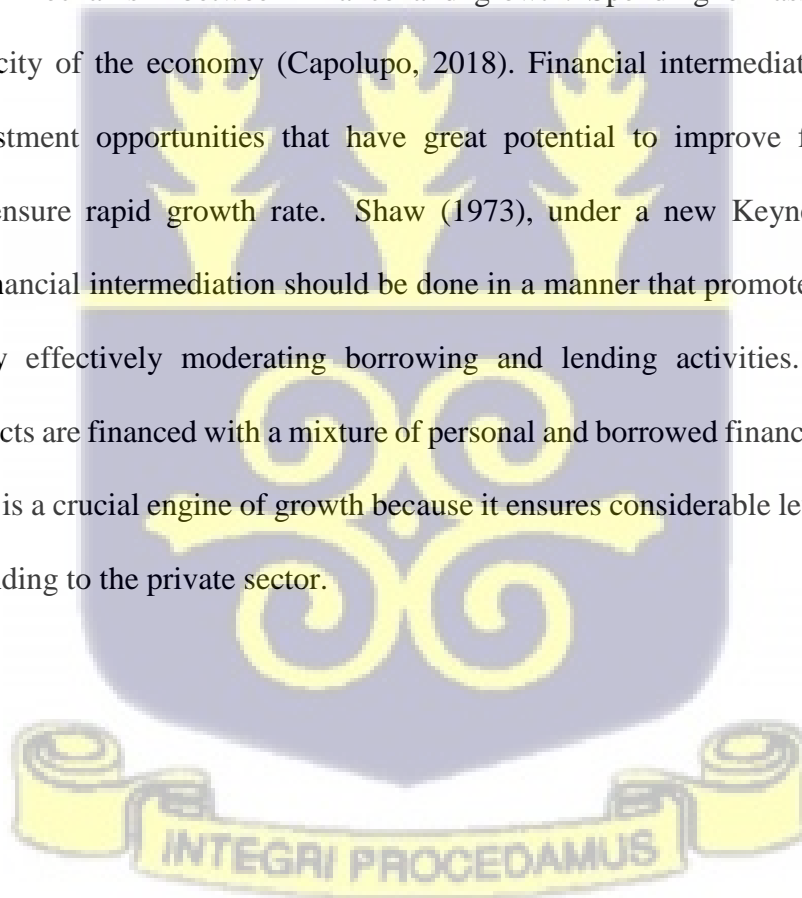 city of the economy (Capolupo, 2018). Financial intermediat
stment opportunities that have great potential to improve f
ensure rapid growth rate. Shaw (1973), under a new Keyn
nancial intermediation should be done in a manner that promote
y effectively moderating borrowing and lending activities.
cts are financed with a mixture of personal and borrowed financ
is a crucial engine of growth because it ensures considerable le
ding to the private sector.
INTEGRI PROCEDAMUS